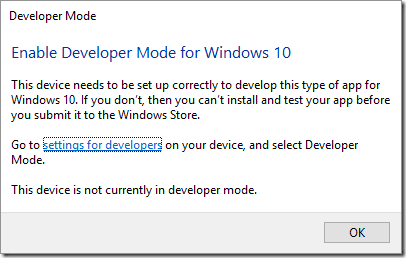 Developer Mode
Enable Developer Mode for Windows 10
This device needs to be set up correctly to develop this type of app for
Windows 10. If you don't, then you can't install and test your app before
you submit it to the Windows Store.
Go to settings for developers on your device, and select Developer
Mode.
This device is not currently in developer mode.
OK